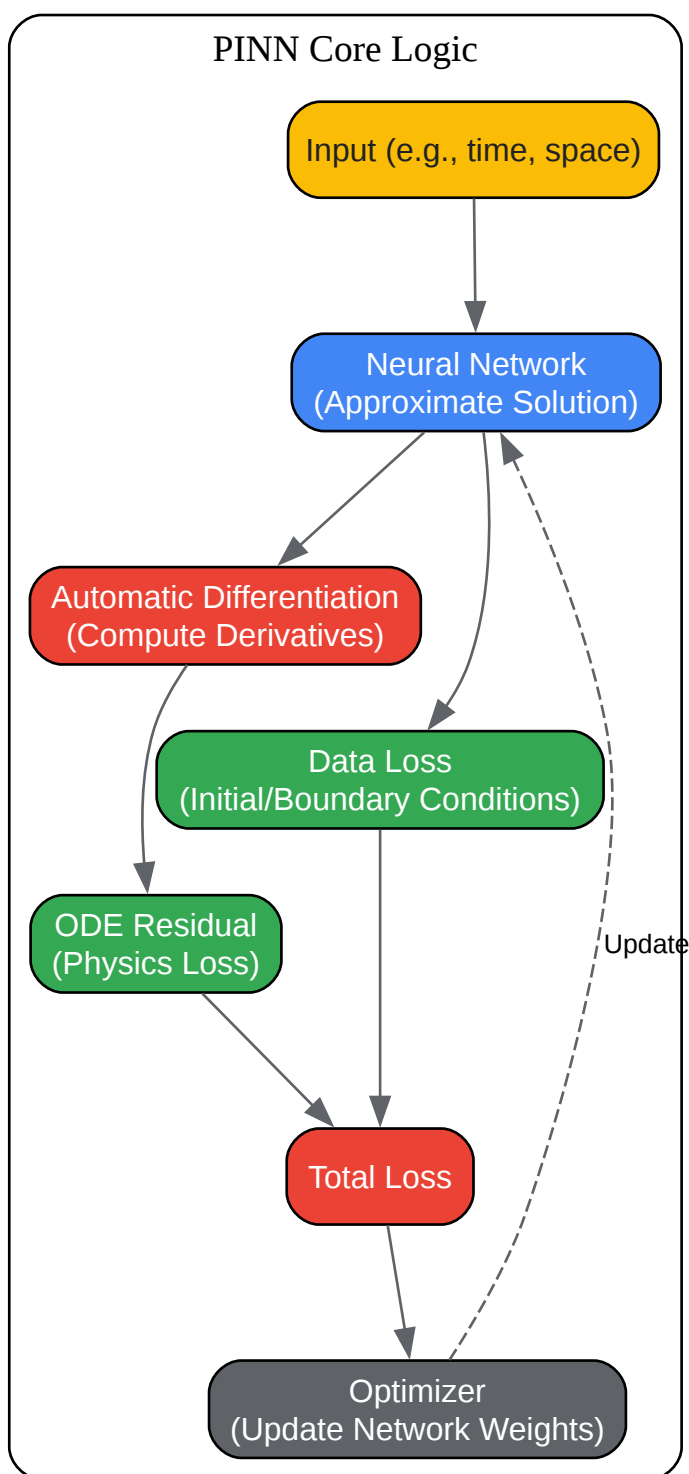 PINN Core Logic
Input (e.g., time, space)
Neural Network
(Approximate Solution)
Automatic Differentiation
(Compute Derivatives)
Data Loss
(Initial/Boundary Conditions)
ODE Residual
(Physics Loss)
Update
Total Loss
Optimizer
(Update Network Weights)